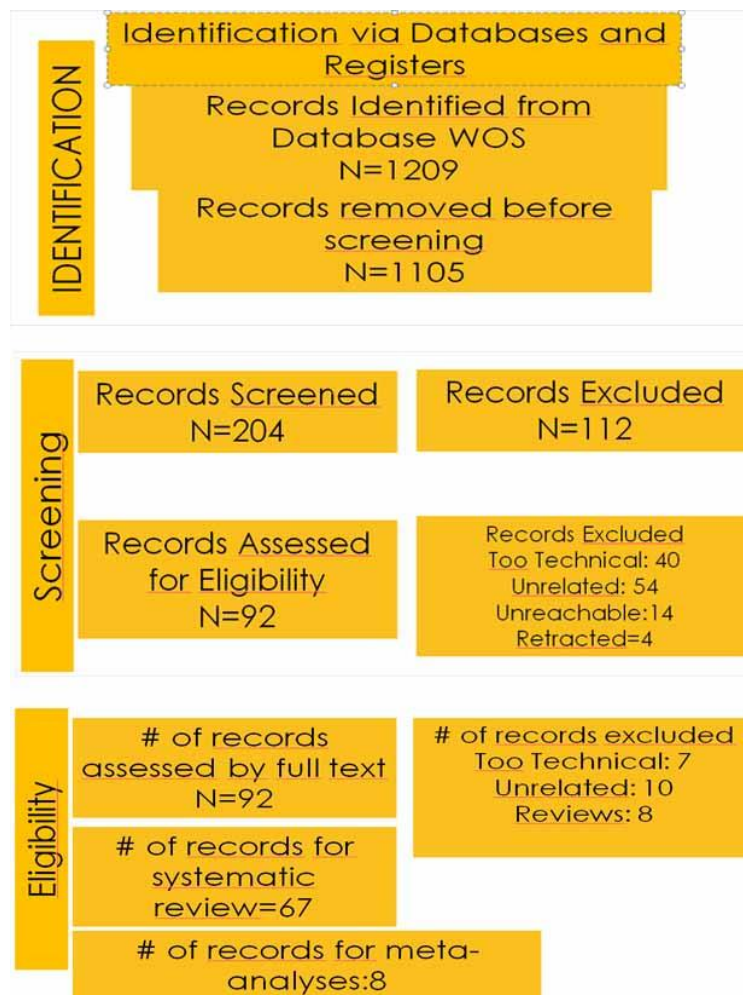 IDENTIFICATION
Identification via Databases and
Registers
Records Identified from
Database WOS
N=1209
Records removed before
screening
N=1105
Screening
Records Screened
N=204
Records Excluded
N=112
Records Assessed
for Eligibility
N=92
Records Excluded
Too Technical: 40
Unrelated: 54
Unreachable:14
Retracted=4
Eligibility
# of records
assessed by full text
N=92
# of records excluded
Too Technical: 7
Unrelated: 10
Reviews: 8
# of records for
systematic
review=67
# of records for meta-
analyses:8